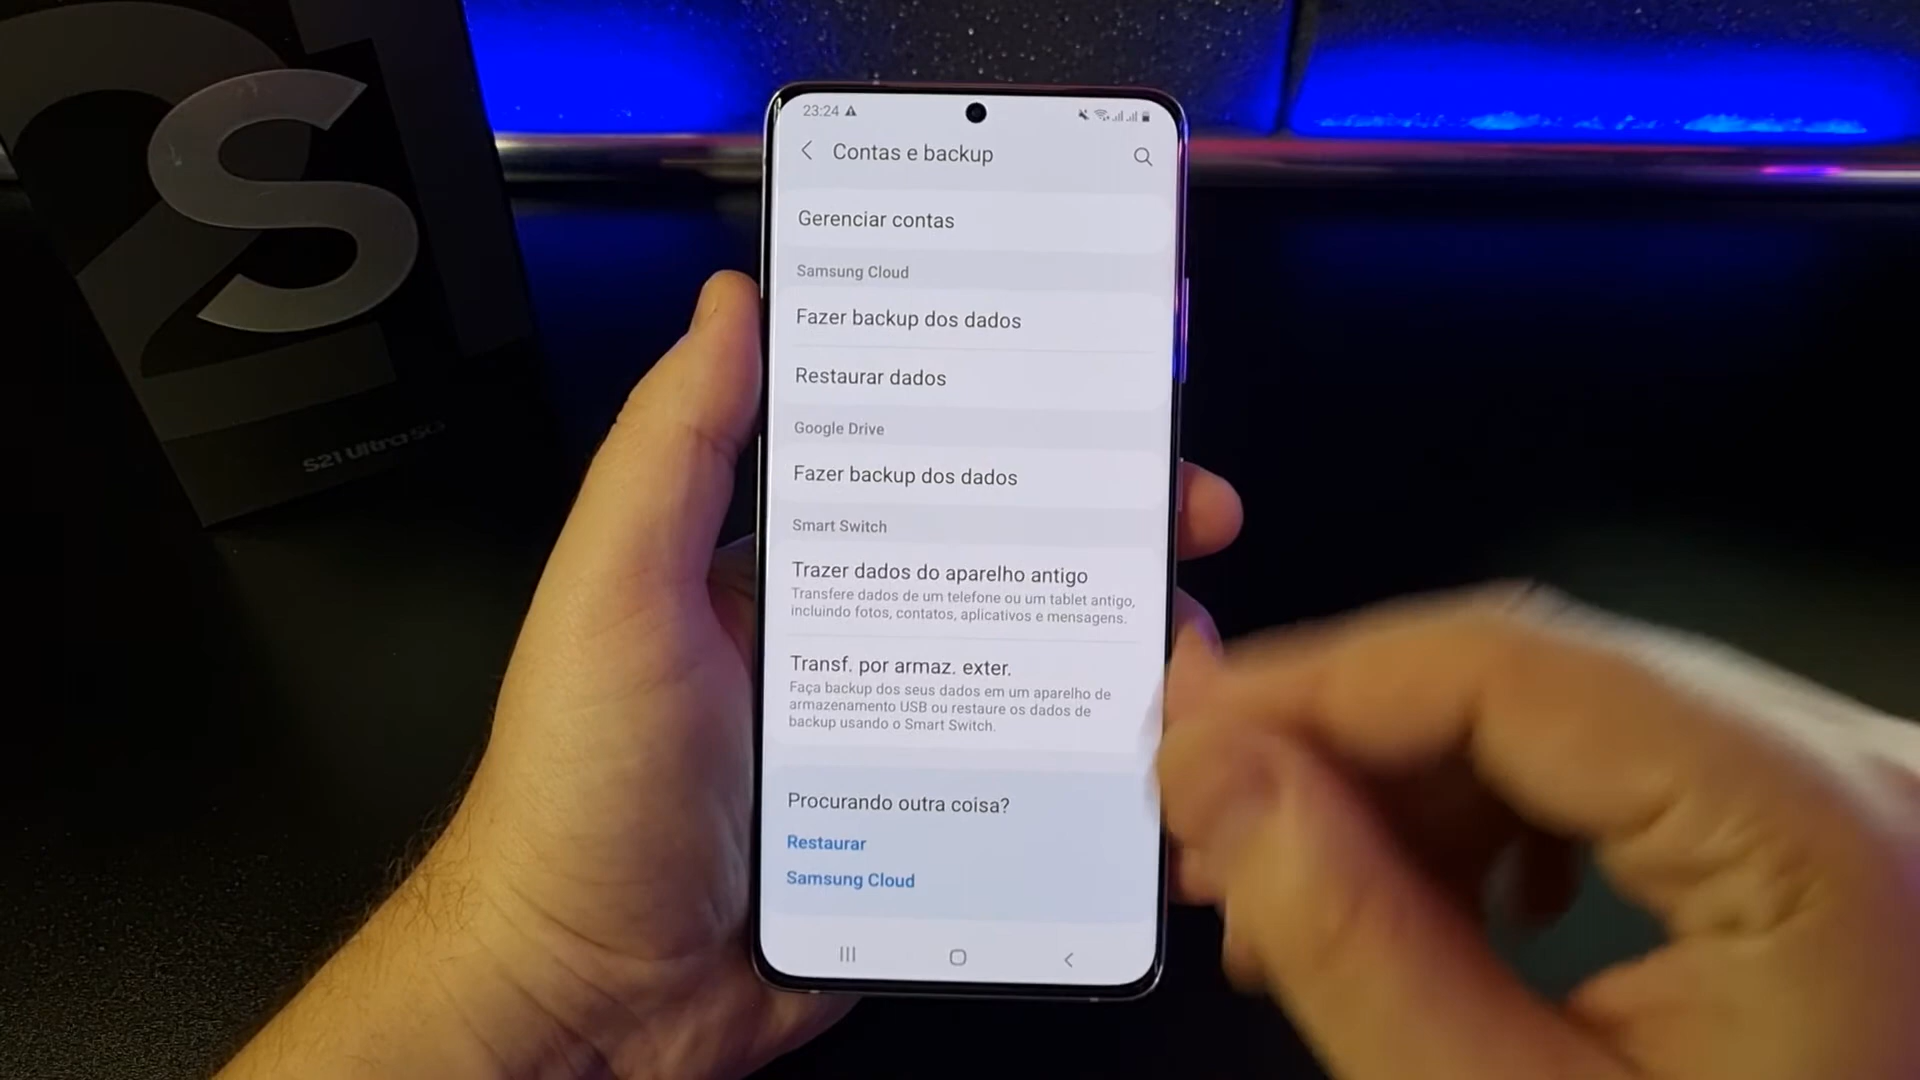 S21
S21 Ultra 5G
23:24
Contas e backup
Gerenciar contas
Samsung Cloud
Fazer backup dos dados
Restaurar dados
Google Drive
Fazer backup dos dados
Smart Switch
Trazer dados do aparelho antigo
Transfere dados de um telefone ou um tablet antigo,
incluindo fotos, contatos, aplicativos e mensagens.
Transf. por armaz. exter.
Faça backup dos seus dados em um aparelho de
armazenamento USB ou restaure os dados de
backup usando o Smart Switch.
Procurando outra coisa?
Restaurar
Samsung Cloud